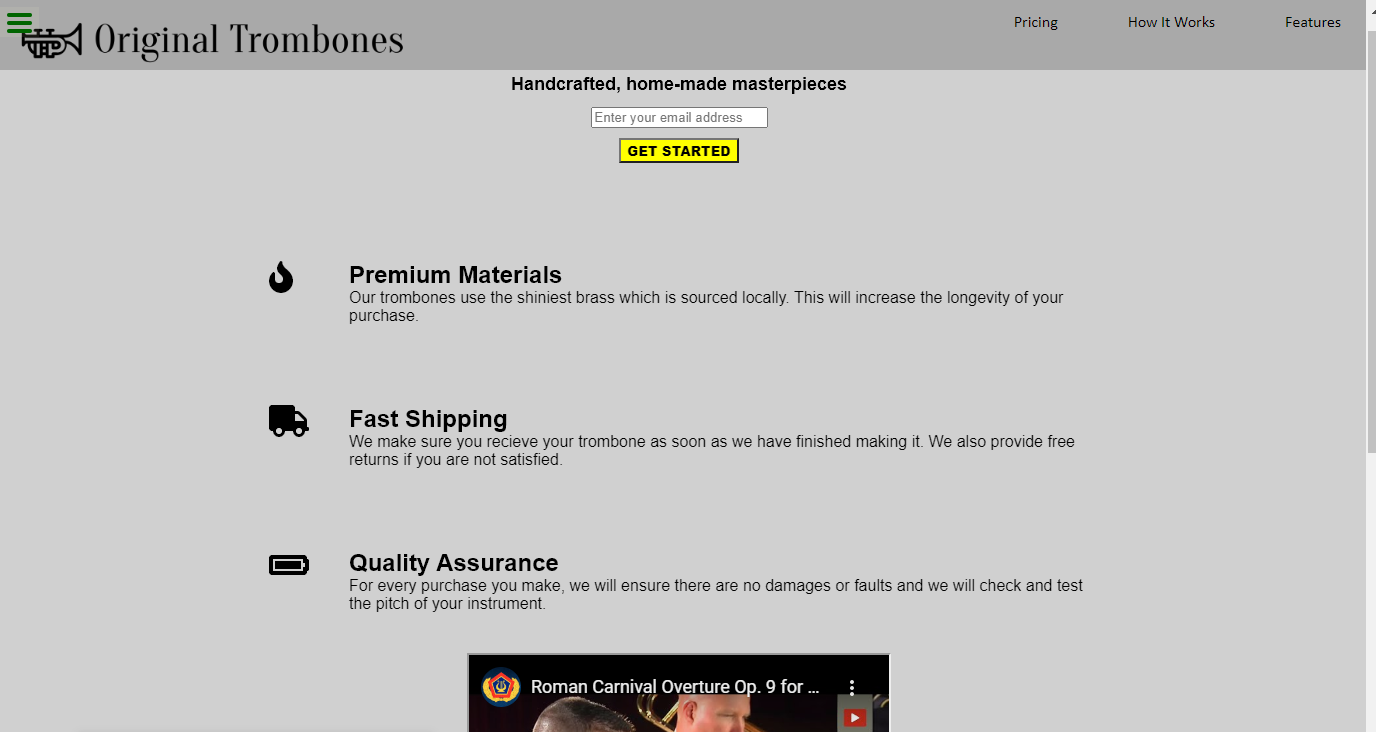 Original Trombones
Pricing
How It Works
Features
Handcrafted, home-made masterpieces
Enter your email address
GET STARTED
Premium Materials
Our trombones use the shiniest brass which is sourced locally. This will increase the longevity of your
purchase.
Fast Shipping
We make sure you recieve your trombone as soon as we have finished making it. We also provide free
returns if you are not satisfied.
Quality Assurance
For every purchase you make, we will ensure there are no damages or faults and we will check and test
the pitch of your instrument.
Roman Carnival Overture Op. 9 for ...